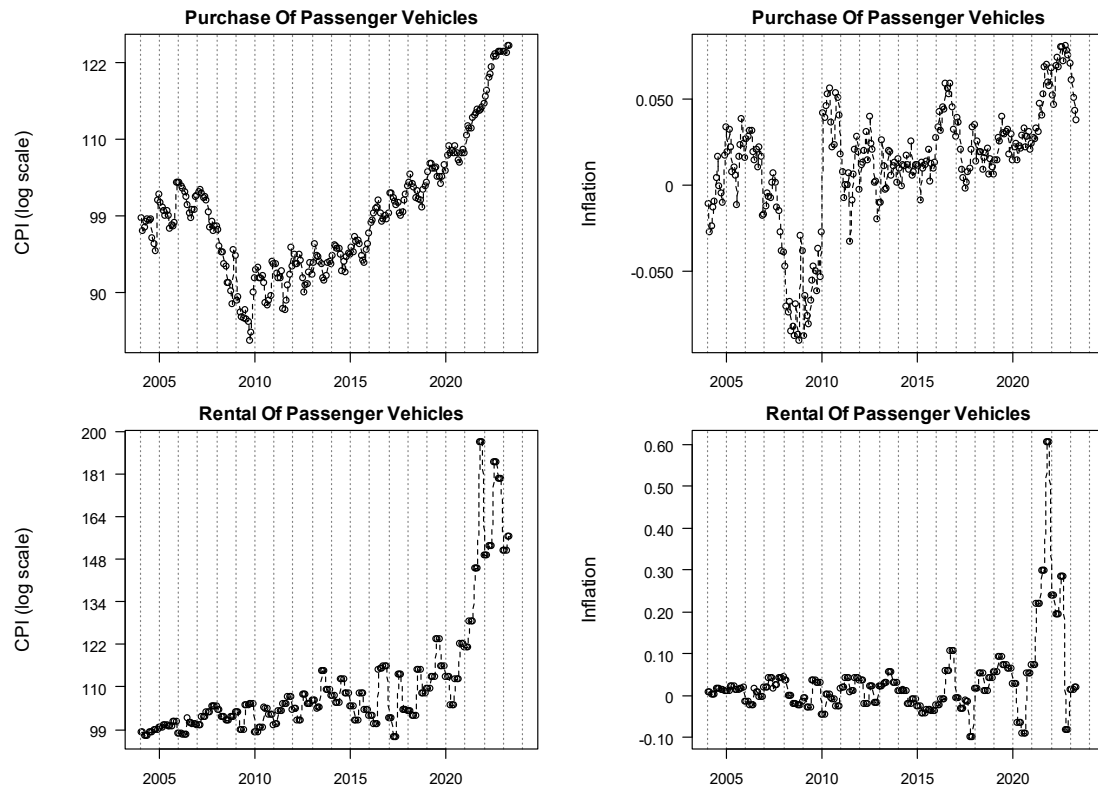 Purchase Of Passenger Vehicles
CPI (log scale)
122
110
99
90
2005 2010 2015 2020
Purchase Of Passenger Vehicles
Inflation
0.050
0
-0.050
2005 2010 2015 2020
Rental Of Passenger Vehicles
CPI (log scale)
200
181
164
148
134
122
110
99
2005 2010 2015 2020
Rental Of Passenger Vehicles
Inflation
0.60
0.50
0.40
0.30
0.20
0.10
0
-0.10
2005 2010 2015 2020